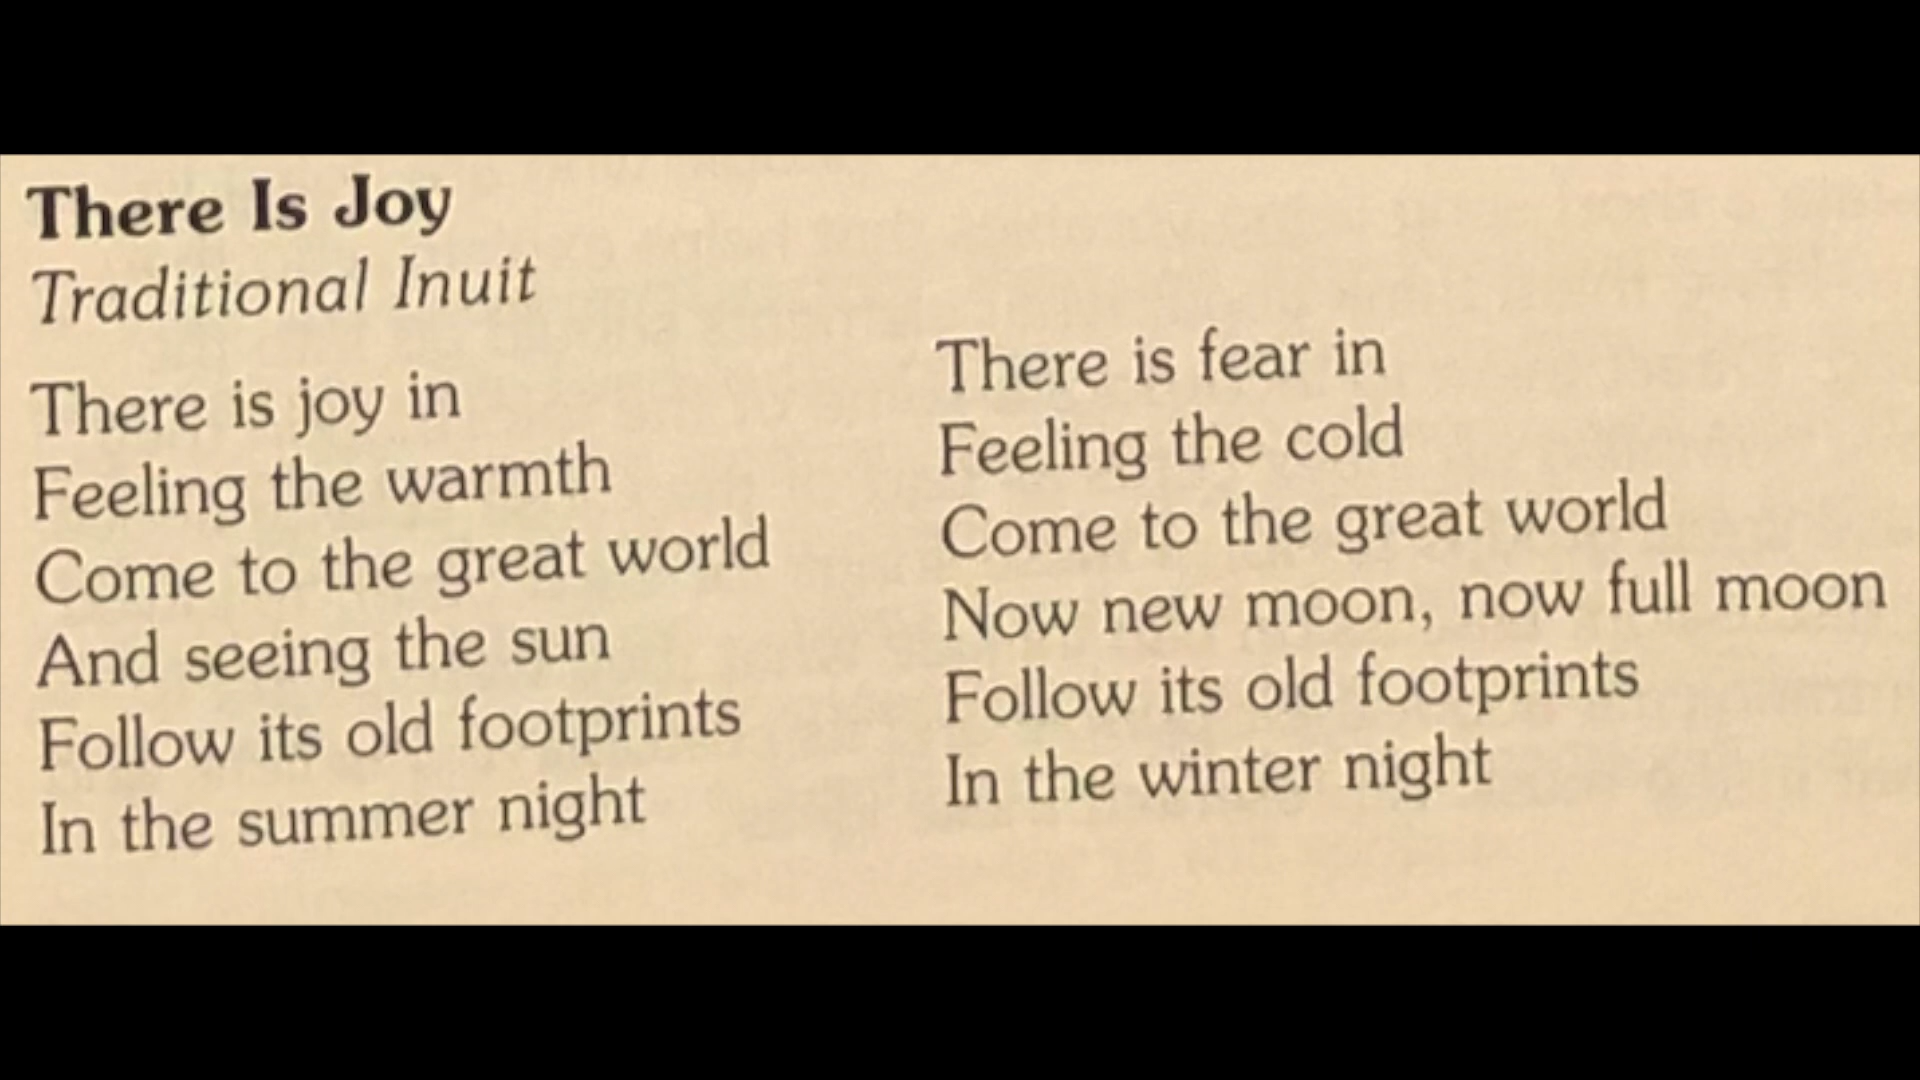 There Is Joy
Traditional Inuit
There is joy in
Feeling the warmth
Come to the great world
And seeing the sun
Follow its old footprints
In the summer night
There is fear in
Feeling the cold
Come to the great world
Now new moon, now full moon
Follow its old footprints
In the winter night